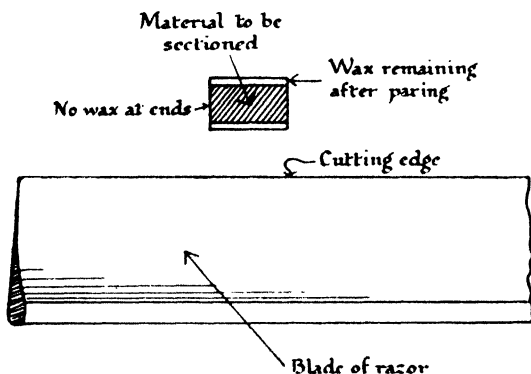 Material to be
sectioned
Wax remaining
after paring
No wax at ends
Cutting edge
Blade of razor